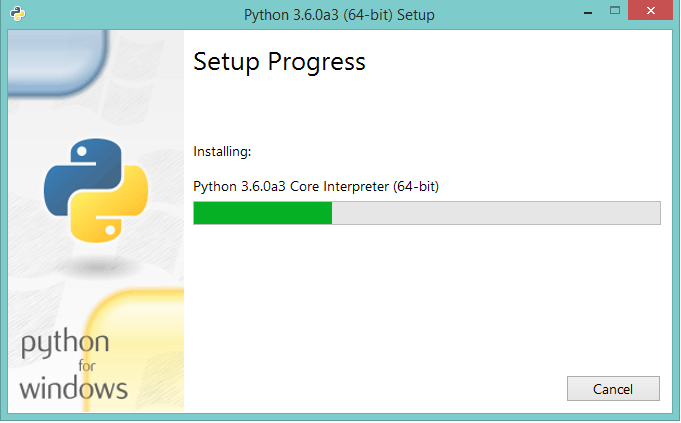 Python 3.6.0a3 (64-bit) Setup
Setup Progress
Installing:
Python 3.6.0a3 Core Interpreter (64-bit)
python
for
windows
Cancel